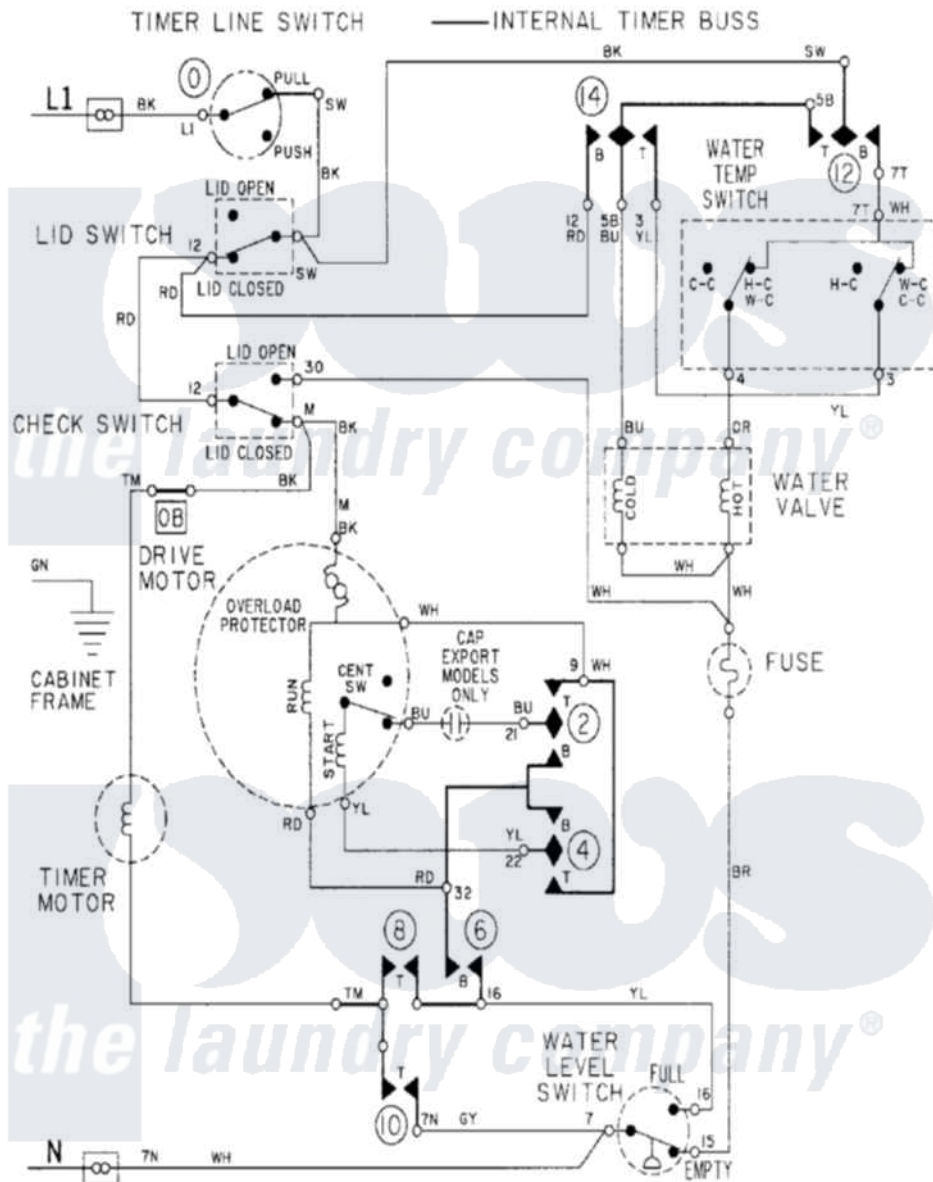 TIMER LINE SWITCH
INTERNAL TIMER BUSS
L1
BK
0
PULL
SW
L1
PUSH
BK
BK
SW
14
5B
B
T
T
B
12
WATER
TEMP
SWITCH
7T
7T
WH
LID OPEN
LID SWITCH
12
SW
LID CLOSED
RD
RD
12
RD
5B
BU
3
YL
C-C
H-C
W-C
H-C
W-C
C-C
4
3
YL
LID OPEN
30
12
M
CHECK SWITCH
BK
LID CLOSED
BK
TM
0B
M
BK
DRIVE
MOTOR
BU
OR
COLD
HOT
WATER
VALVE
WH
WH
WH
GN
CABINET
FRAME
OVERLOAD
PROTECTOR
WH
CENT
SW
RUN
START
CAP
EXPORT
MODELS
ONLY
9
WH
T
BU
BU
21
2
B
B
FUSE
RD
YL
YL
22
4
T
RD
32
BR
TIMER
MOTOR
8
6
T
B
TM
16
YL
WATER
LEVEL
SWITCH
FULL
16
T
10
7N
GY
7
15
EMPTY
N
7N
WH
the laundry company®
the laundry company®